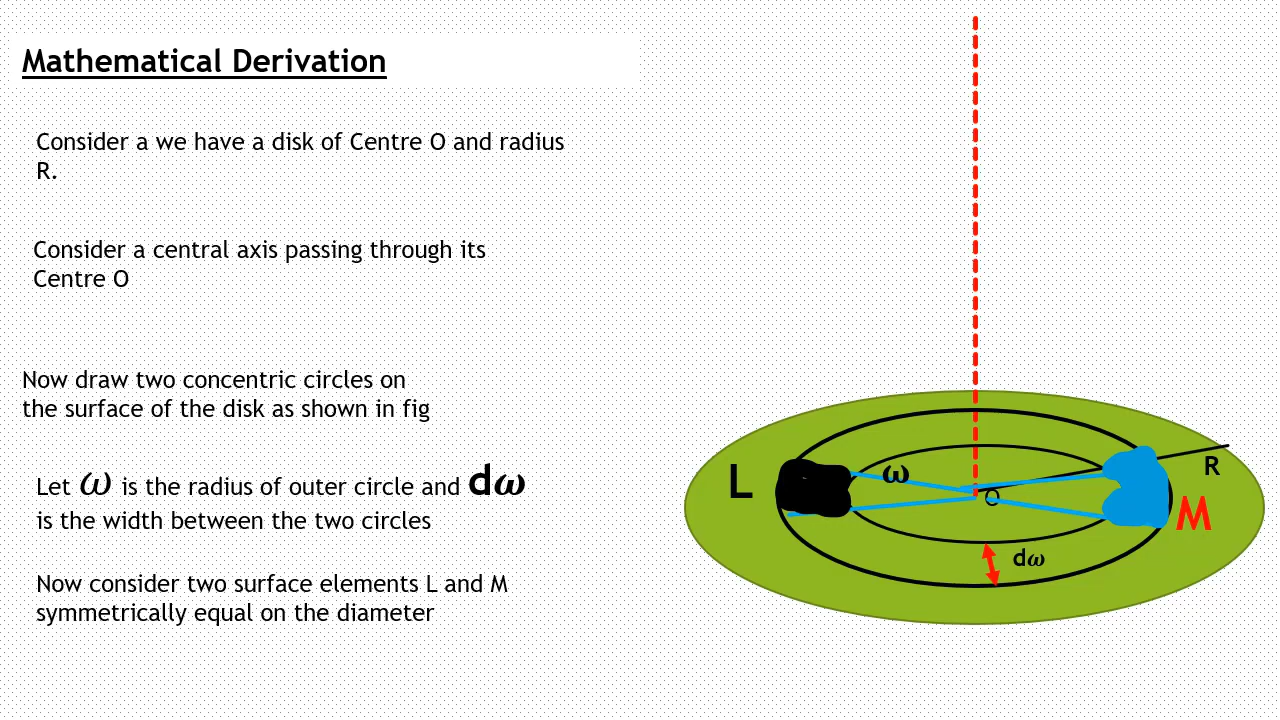 Mathematical Derivation
Consider a we have a disk of Centre O and radius
R.
Consider a central axis passing through its
Centre O
Now draw two concentric circles on
the surface of the disk as shown in fig
Let ω is the radius of outer circle and dω
is the width between the two circles
Now consider two surface elements L and M
symmetrically equal on the diameter
L
ω
O
R
M
dω